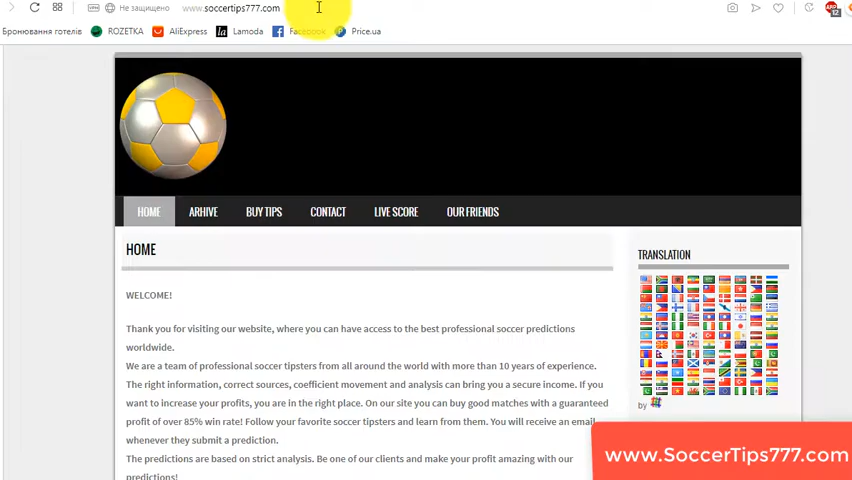 VPN Не защищено www.soccertips777.com
12
Бронювання готелів ROZETKA AliExpress la Lamoda Facebook Price.ua
HOME ARHIVE BUY TIPS CONTACT LIVE SCORE OUR FRIENDS
HOME
WELCOME!
Thank you for visiting our website, where you can have access to the best professional soccer predictions
worldwide.
We are a team of professional soccer tipsters from all around the world with more than 10 years of experience.
The right information, correct sources, coefficient movement and analysis can bring you a secure income. If you
want to increase your profits, you are in the right place. On our site you can buy good matches with a guaranteed
profit of over 85% win rate! Follow your favorite soccer tipsters and learn from them. You will receive an email
whenever they submit a prediction.
The predictions are based on strict analysis. Be one of our clients and make your profit amazing with our
predictions!
TRANSLATION
by
www.SoccerTips777.com